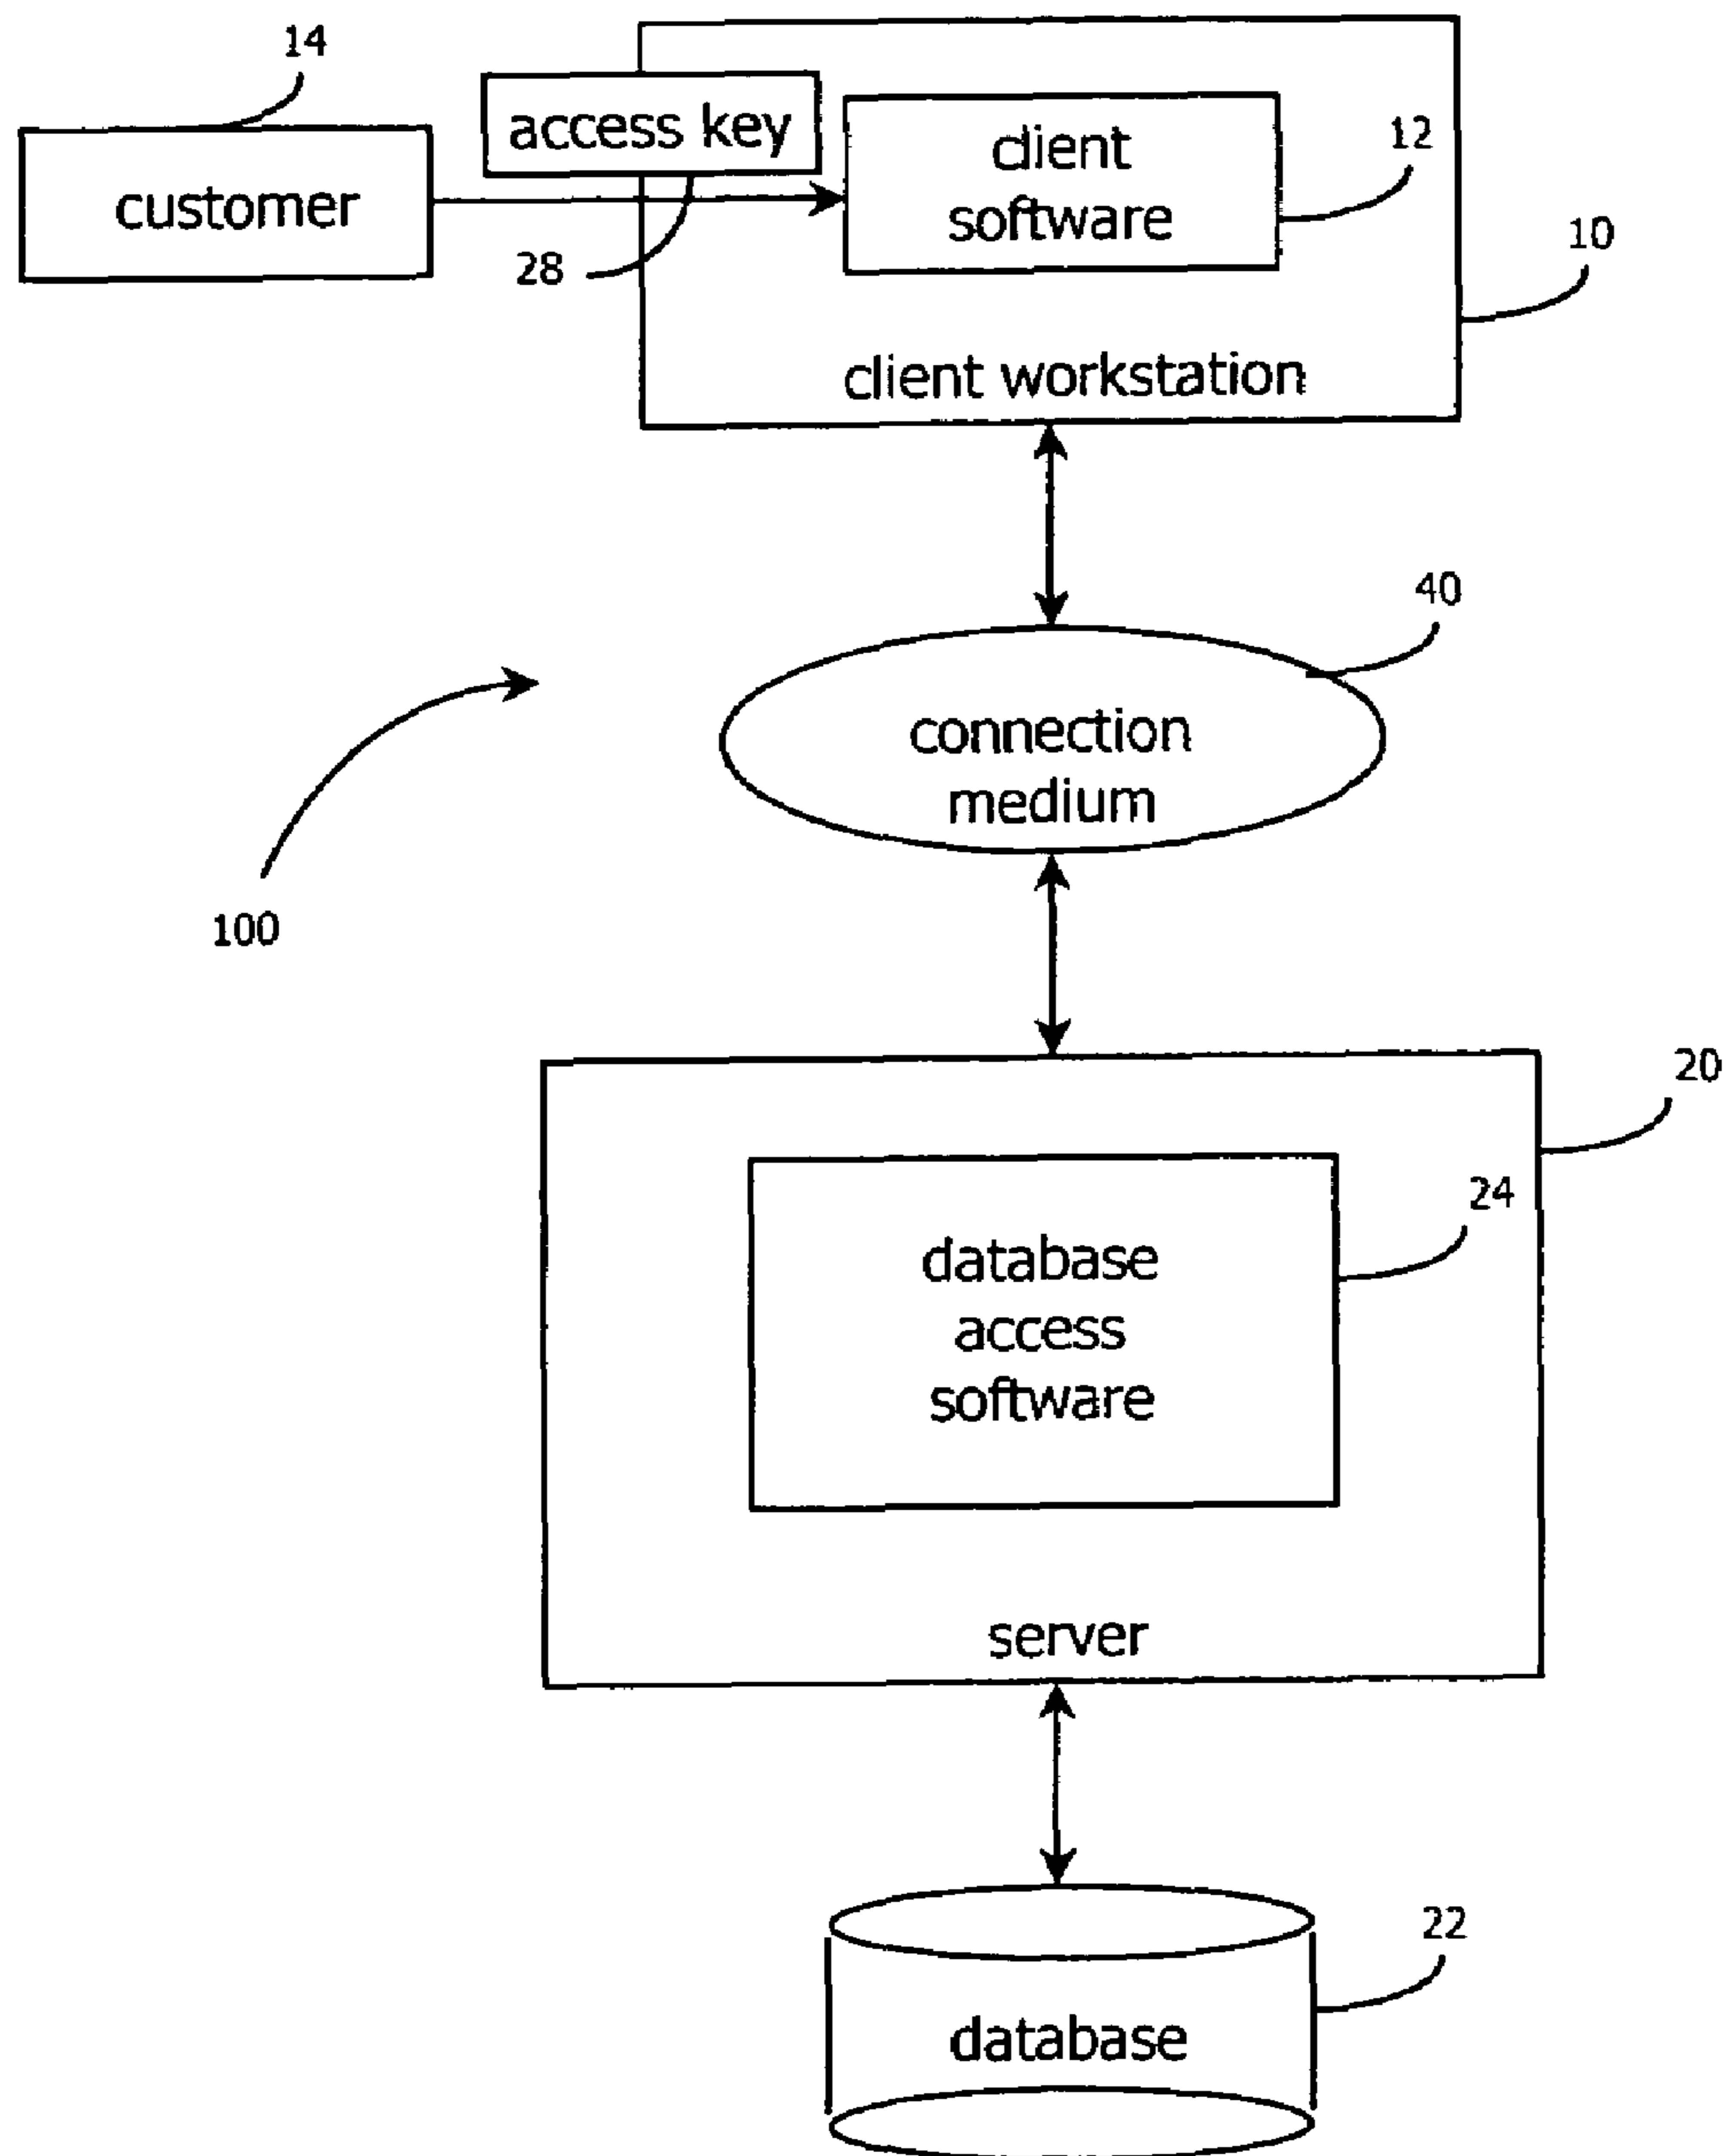 14
access key
client
software
12
customer
10
28
client workstation
40
connection
medium
100
20
24
database
access
software
server
22
database